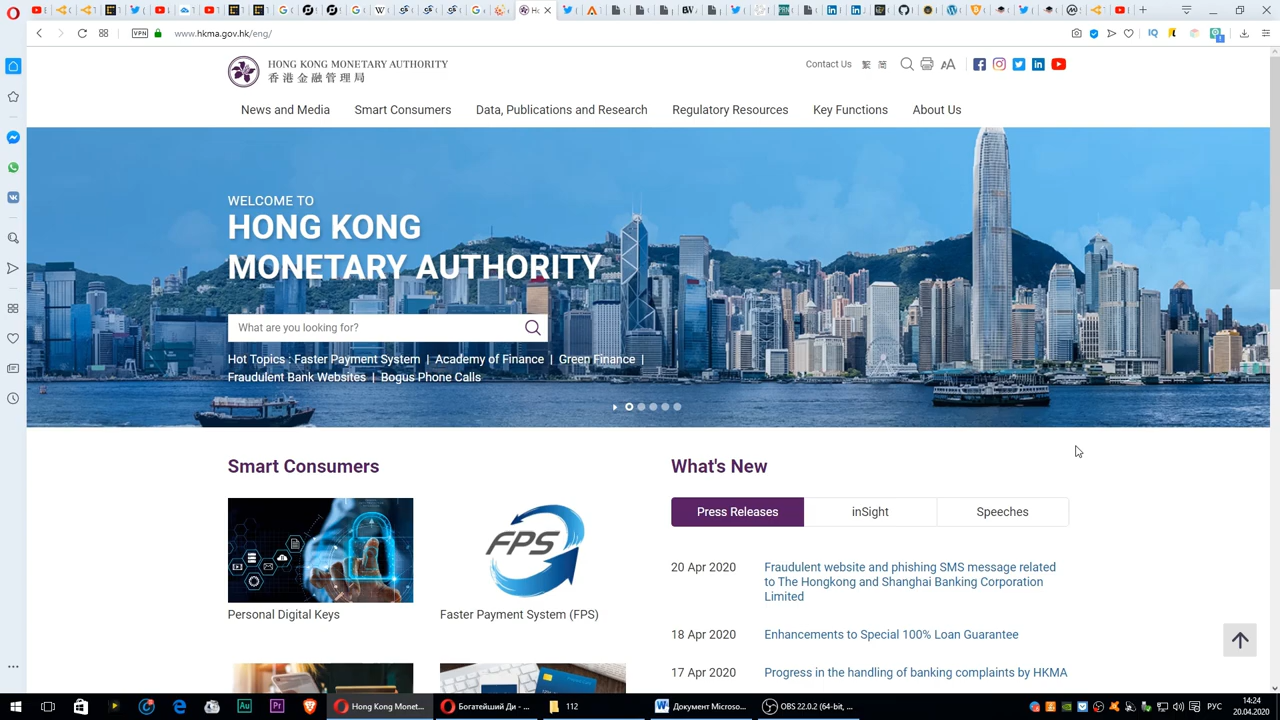 VPN
www.hkma.gov.hk/eng/
HONG KONG MONETARY AUTHORITY
香港金融管理局
Contact Us 繁 简
News and Media Smart Consumers Data, Publications and Research Regulatory Resources Key Functions About Us
WELCOME TO
HONG KONG
MONETARY AUTHORITY
What are you looking for?
Hot Topics : Faster Payment System | Academy of Finance | Green Finance |
Fraudulent Bank Websites | Bogus Phone Calls
Smart Consumers
What's New
Press Releases inSight Speeches
FPS
Personal Digital Keys
Faster Payment System (FPS)
20 Apr 2020 Fraudulent website and phishing SMS message related
to The Hongkong and Shanghai Banking Corporation
Limited
18 Apr 2020 Enhancements to Special 100% Loan Guarantee
17 Apr 2020 Progress in the handling of banking complaints by HKMA
Hong Kong Monet...
Богатейший Ди - ...
112
Документ Microso...
OBS 22.0.2 (64-bit, ...
РУС
14:24
20.04.2020